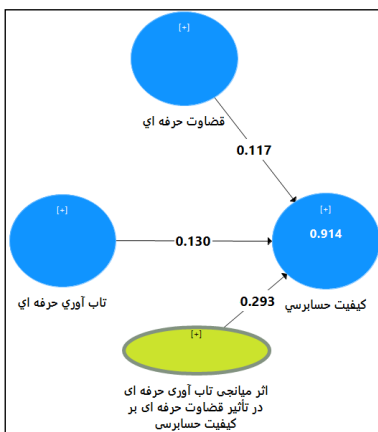 [+]
قضاوت حرفه اي
0.117
[+]
تاب آوري حرفه اي
0.130
[+]
0.914
كيفيت حسابرسي
0.293
[+]
اثر میانجی تاب آوری حرفه ای
در تأثیر قضاوت حرفه ای بر
کیفیت حسابرسی